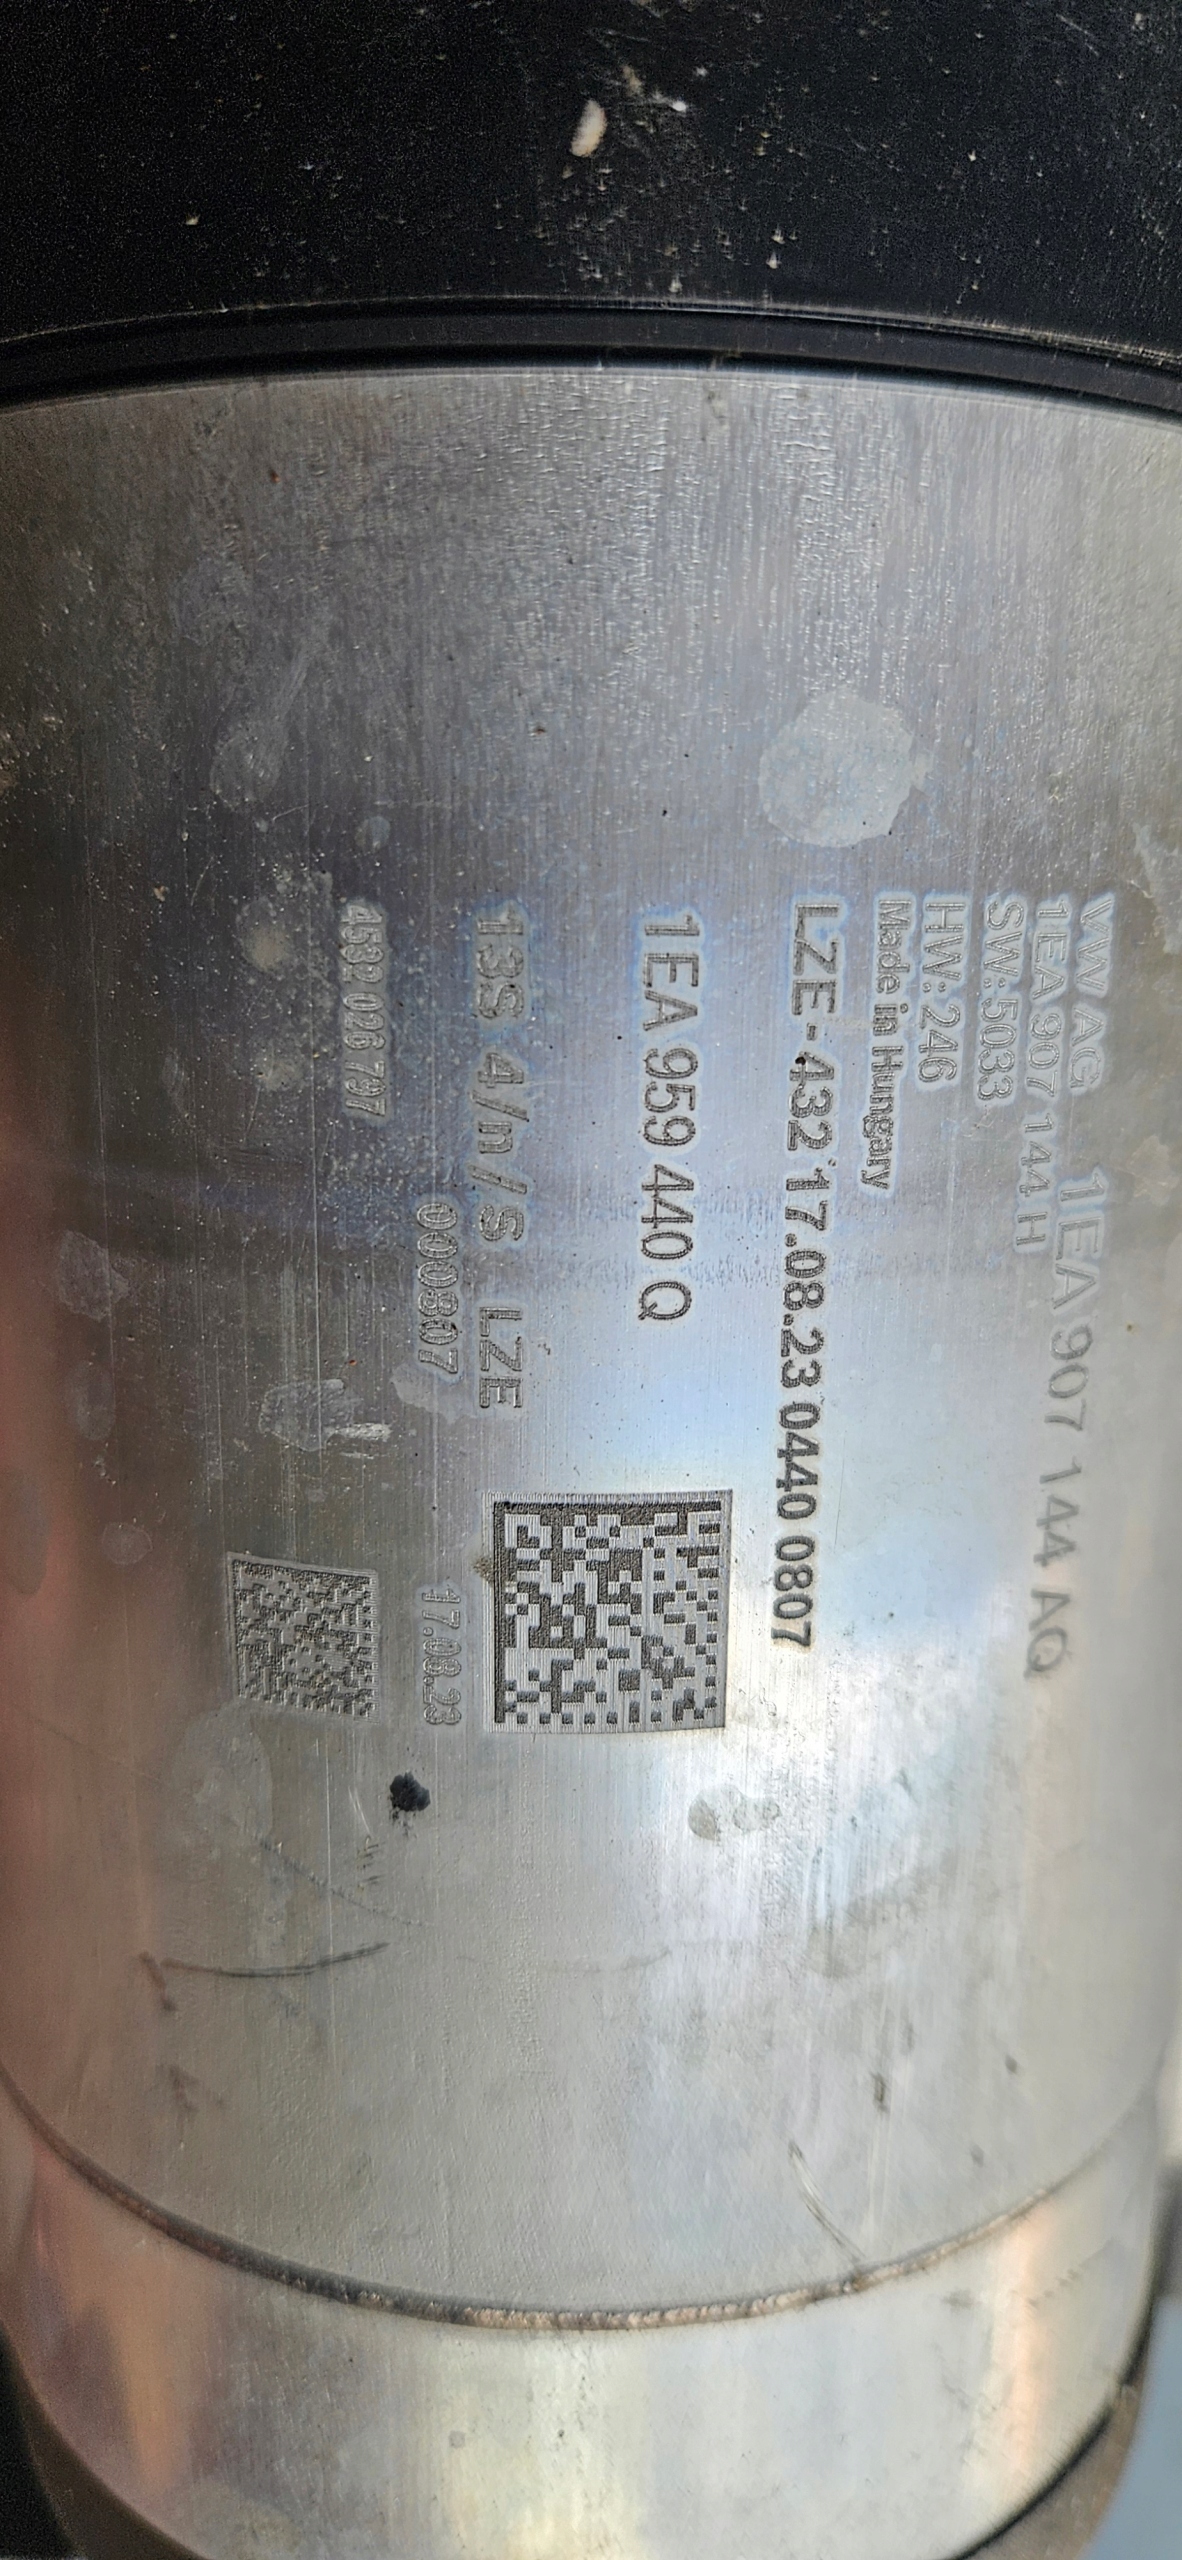 VW AG 1EA 907 144 AQ
1EA 907 144 H
SW: 5033
HW: 246
Made in Hungary
LZE-432 17.08.23 0440 0807
1EA 959 440 Q
13S 4/n/S LZE
000807 17.08.23
4532 026 797